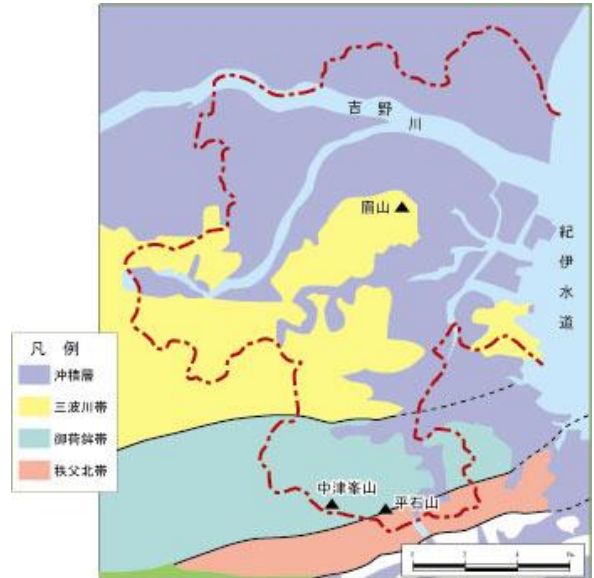 吉野川
眉山
紀伊水道
凡例
沖積層
三波川帯
御荷鉾帯
秩父北帯
中津峯山
平石山